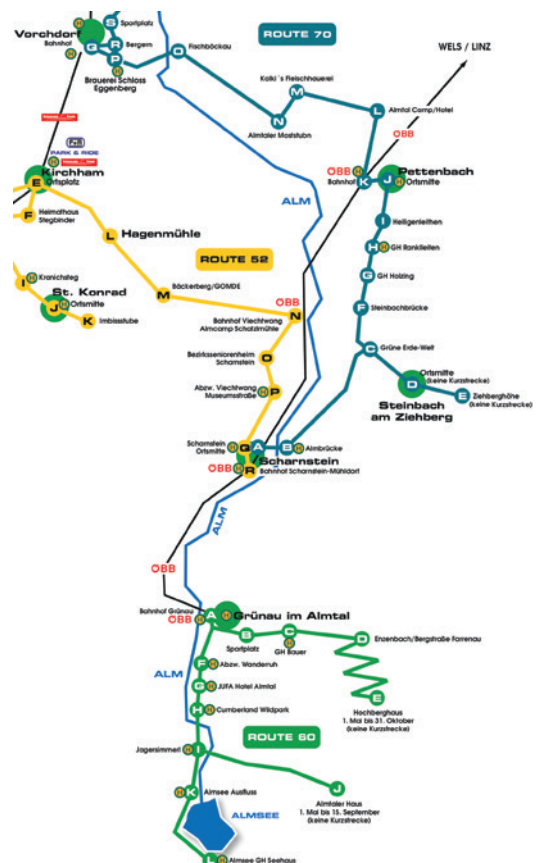 S Sportplatz
Vorchdorf H
Bahnhof
H
Q
R Bergern
P
O Fischböckau
ROUTE 70
WELS / LINZ
H
Brauerei Schloss
Eggenberg
Kalki´s Fleischhauerei
M
N
Almtaler Moststubn
L Almtal Camp/Hotel
ÖBB
PARK & RIDE
H
Kirchham
E Ortsplatz
ÖBB H
Bahnhof
K
J H
Pettenbach
Ortsmitte
F Heimathaus
Stegbinder
ALM
I Heiligenleithen
L Hagenmühle
H H GH Ranklleiten
ROUTE 52
G GH Holzing
I H Kranichsteg
St. Konrad
J H Ortsmitte
K Imbissstube
M
Bäckerberg/GOMDE
ÖBB
N
Bahnhof Viechtwang
Almcamp Schatzmühle
F Steinbachbrücke
C Grüne Erde-Welt
Bezirksseniorenheim
Scharnstein
O
Ortsmitte
(keine Kurzstrecke)
D
Steinbach
am Ziehberg
E Ziehberghöhe
(keine Kurzstrecke)
Abzw. Viechtwang
Museumsstraße
H P
Scharnstein
Ortsmitte
H Q A B H Almbrücke
Scharnstein
ÖBB H R Bahnhof Scharnstein-Mühldorf
ALM
ÖBB
Bahnhof Grünau
ÖBB H
A H Grünau im Almtal
B
Sportplatz
C
H
GH Bauer
D Enzenbach/Bergstraße Farrenau
F H Abzw. Wanderruh
ALM
G H JUFA Hotel Almtal
H H Cumberland Wildpark
E
Hochberghaus
1. Mai bis 31. Oktober
(keine Kurzstrecke)
ROUTE 60
Jagersimmerl H I
J
Almtaler Haus
1. Mai bis 15. September
(keine Kurzstrecke)
H K Almsee Ausfluss
ALMSEE
L H Almsee GH Seehaus